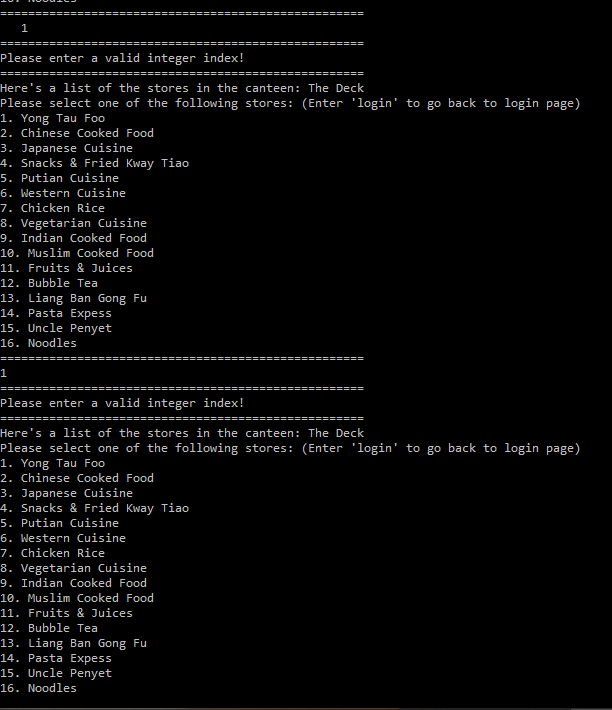 16. Noodles
====================================================
   1
====================================================
Please enter a valid integer index!
====================================================
Here's a list of the stores in the canteen: The Deck
Please select one of the following stores: (Enter 'login' to go back to login page)
1. Yong Tau Foo
2. Chinese Cooked Food
3. Japanese Cuisine
4. Snacks & Fried Kway Tiao
5. Putian Cuisine
6. Western Cuisine
7. Chicken Rice
8. Vegetarian Cuisine
9. Indian Cooked Food
10. Muslim Cooked Food
11. Fruits & Juices
12. Bubble Tea
13. Liang Ban Gong Fu
14. Pasta Expess
15. Uncle Penyet
16. Noodles
====================================================
1
====================================================
Please enter a valid integer index!
====================================================
Here's a list of the stores in the canteen: The Deck
Please select one of the following stores: (Enter 'login' to go back to login page)
1. Yong Tau Foo
2. Chinese Cooked Food
3. Japanese Cuisine
4. Snacks & Fried Kway Tiao
5. Putian Cuisine
6. Western Cuisine
7. Chicken Rice
8. Vegetarian Cuisine
9. Indian Cooked Food
10. Muslim Cooked Food
11. Fruits & Juices
12. Bubble Tea
13. Liang Ban Gong Fu
14. Pasta Expess
15. Uncle Penyet
16. Noodles